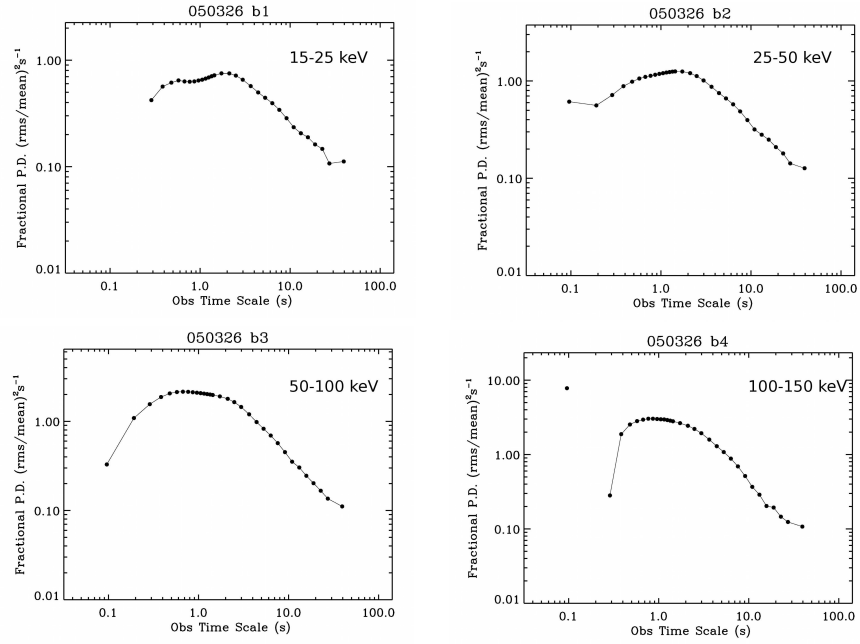 050326 b1
15-25 keV
Fractional P.D. (rms/mean)²s⁻¹
1.00
0.10
0.01
0.1 1.0 10.0 100.0
Obs Time Scale (s)
050326 b2
25-50 keV
Fractional P.D. (rms/mean)²s⁻¹
1.00
0.10
0.01
0.1 1.0 10.0 100.0
Obs Time Scale (s)
050326 b3
50-100 keV
Fractional P.D. (rms/mean)²s⁻¹
1.00
0.10
0.01
0.1 1.0 10.0 100.0
Obs Time Scale (s)
050326 b4
100-150 keV
Fractional P.D. (rms/mean)²s⁻¹
10.00
1.00
0.10
0.01
0.1 1.0 10.0 100.0
Obs Time Scale (s)